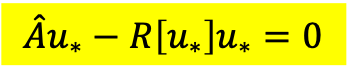 Âu∗ − R[u∗]u∗ = 0